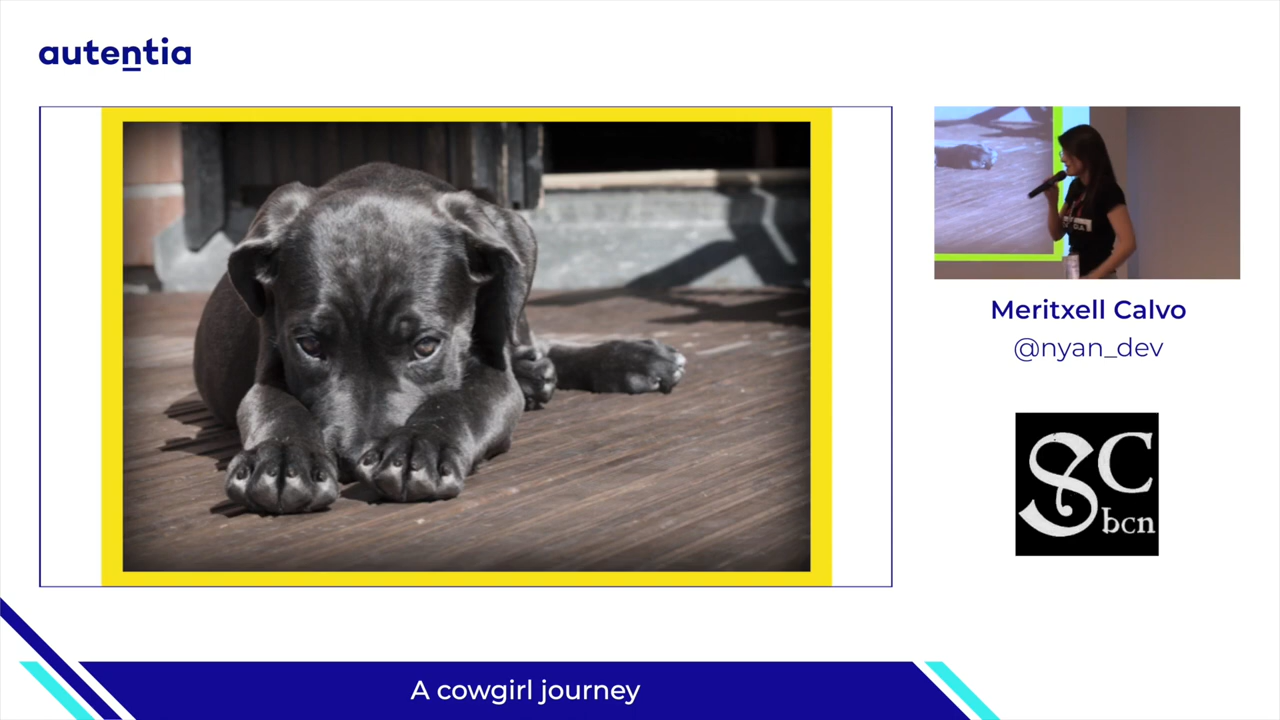 autentia
Meritxell Calvo
@nyan_dev
SC
bcn
A cowgirl journey